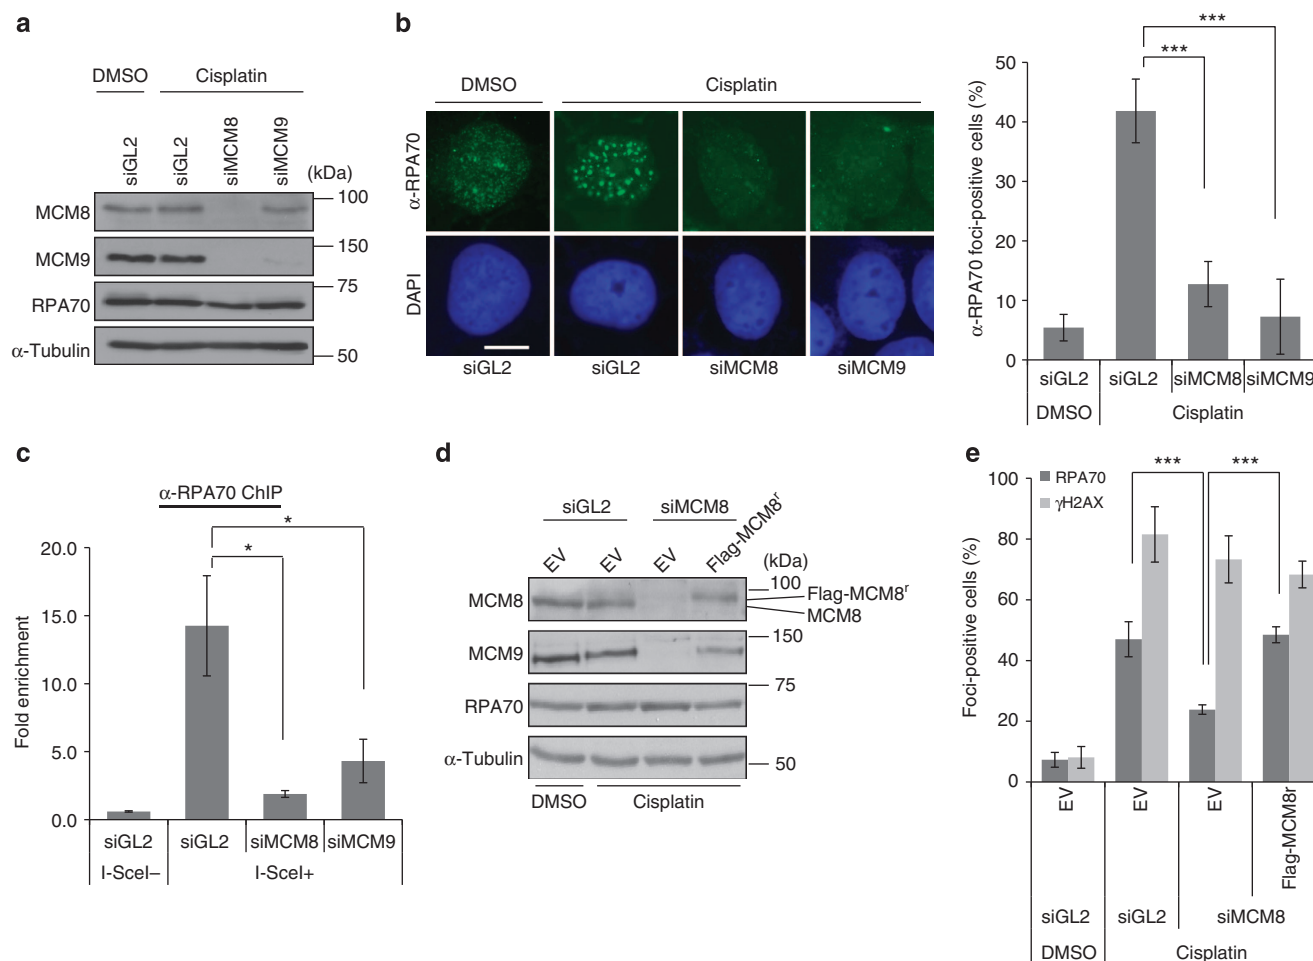 a
DMSO Cisplatin
siGL2 siGL2 siMCM8 siMCM9 (kDa)
MCM8 100
MCM9 150
RPA70 75
α-Tubulin 50
b
DMSO Cisplatin
α-RPA70
DAPI
siGL2 siGL2 siMCM8 siMCM9
***
***
α-RPA70 foci-positive cells (%)
50
40
30
20
10
0
siGL2 siGL2 siMCM8 siMCM9
DMSO Cisplatin
c
α-RPA70 ChIP
*
*
Fold enrichment
20.0
15.0
10.0
5.0
0.0
siGL2 siGL2 siMCM8 siMCM9
I-SceI– I-SceI+
d
siGL2 siMCM8
EV EV EV Flag-MCM8ʳ (kDa)
MCM8 100
Flag-MCM8ʳ
MCM8
MCM9 150
RPA70 75
α-Tubulin 50
DMSO Cisplatin
e
RPA70
γH2AX
*** ***
Foci-positive cells (%)
100
80
60
40
20
0
EV EV EV Flag-MCM8r
siGL2 siGL2 siMCM8
DMSO Cisplatin